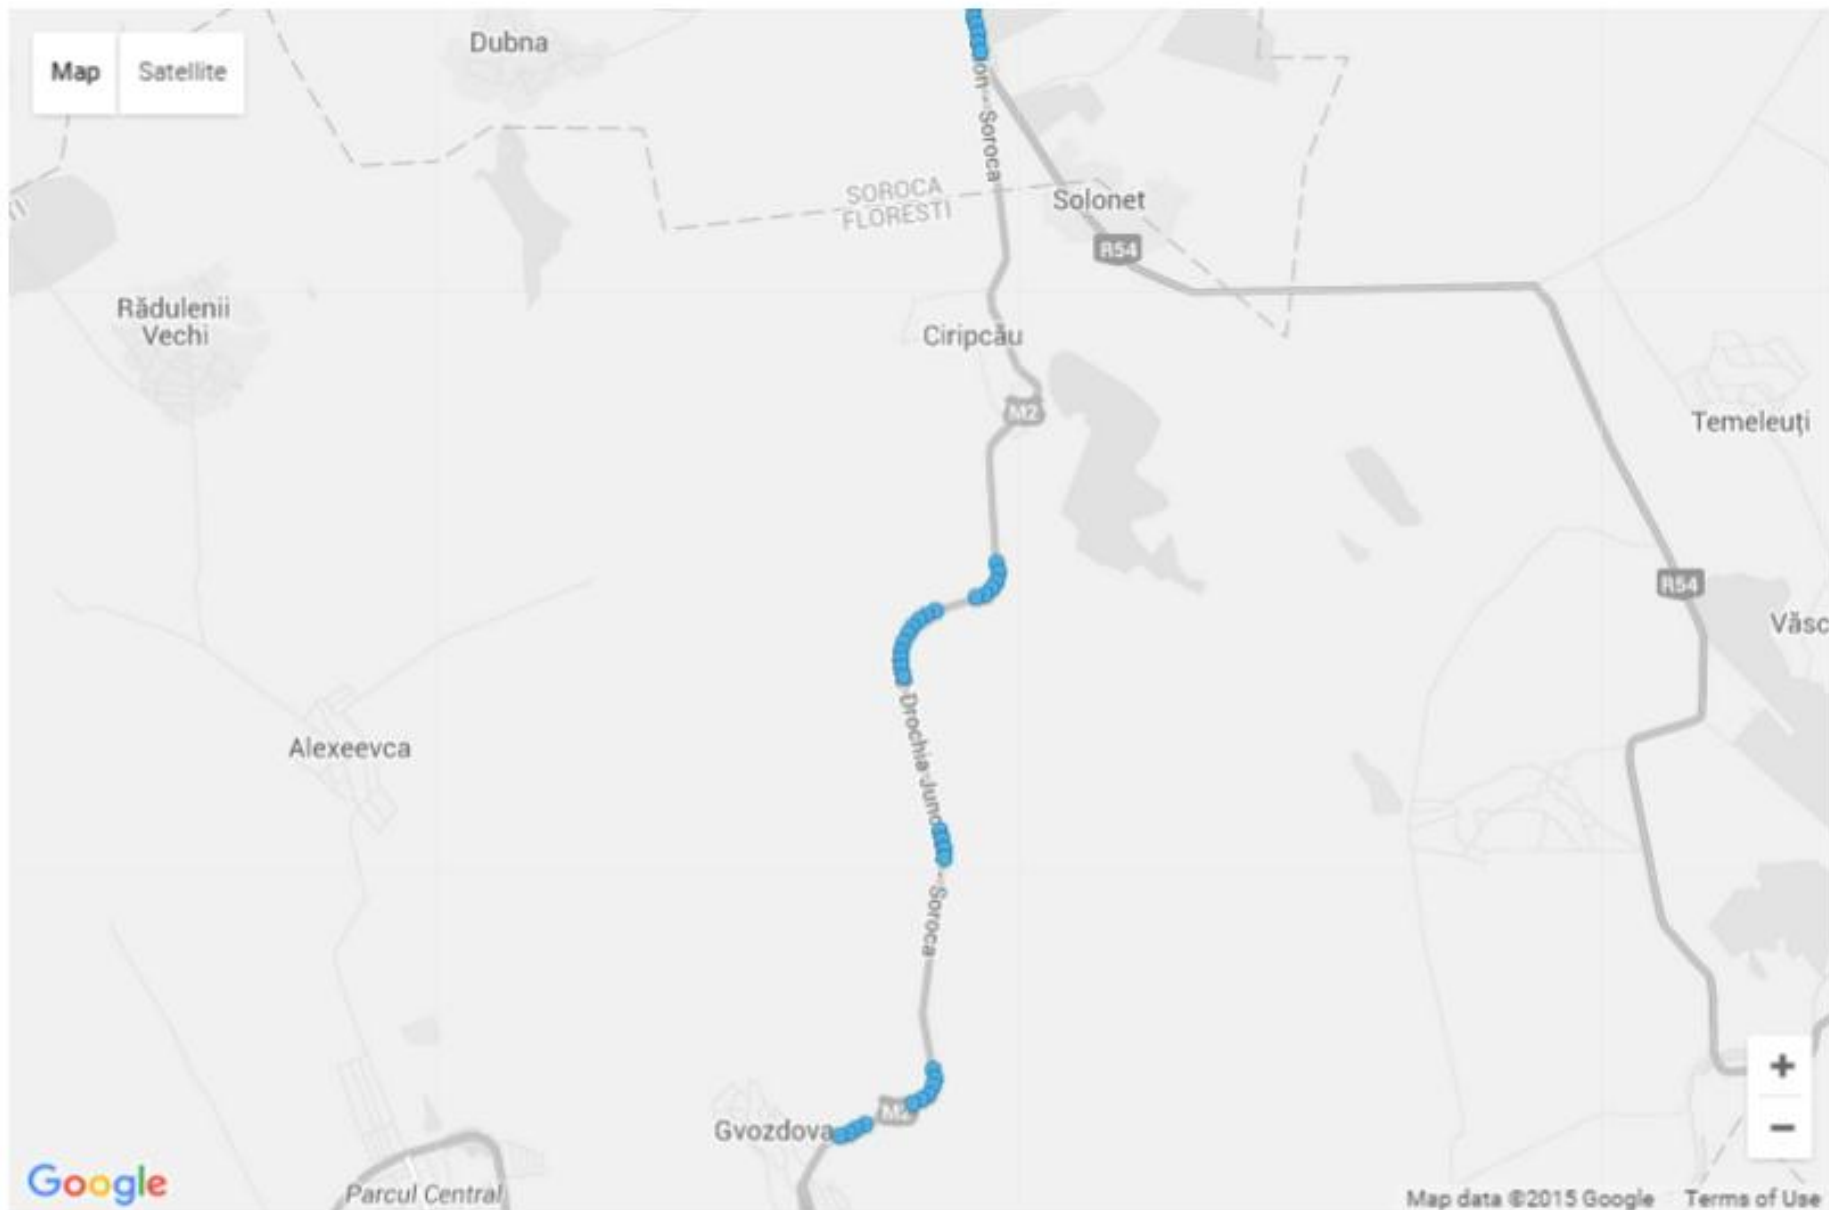 Map
Satellite
Dubna
on - Soroca
SOROCA
FLORESTI
Solonet
R54
Rădulenii
Vechi
Ciripcău
M2
Temeleuți
R54
Văsc
Drochia Junc
- Soroca
Alexeevca
M2
Gvozdova
+
−
Google
Parcul Central
Map data ©2015 Google
Terms of Use